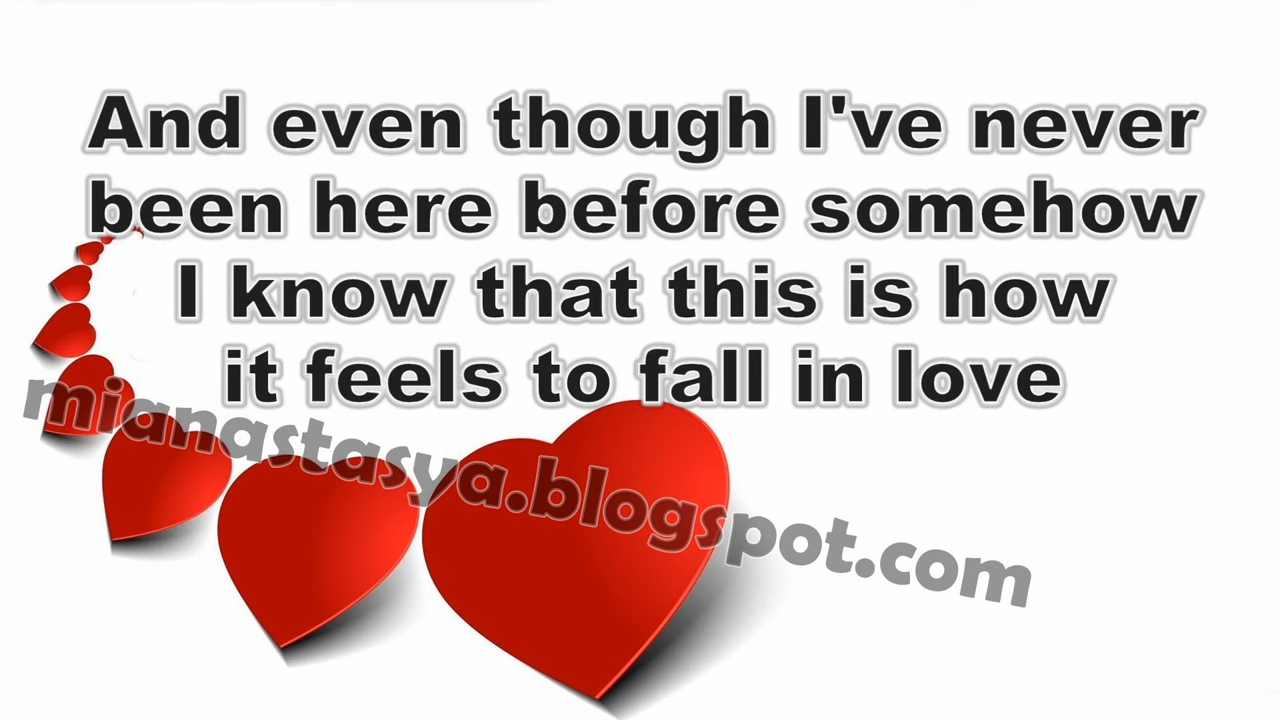 And even though I've never
been here before somehow
I know that this is how
it feels to fall in love
mianastasya.blogspot.com